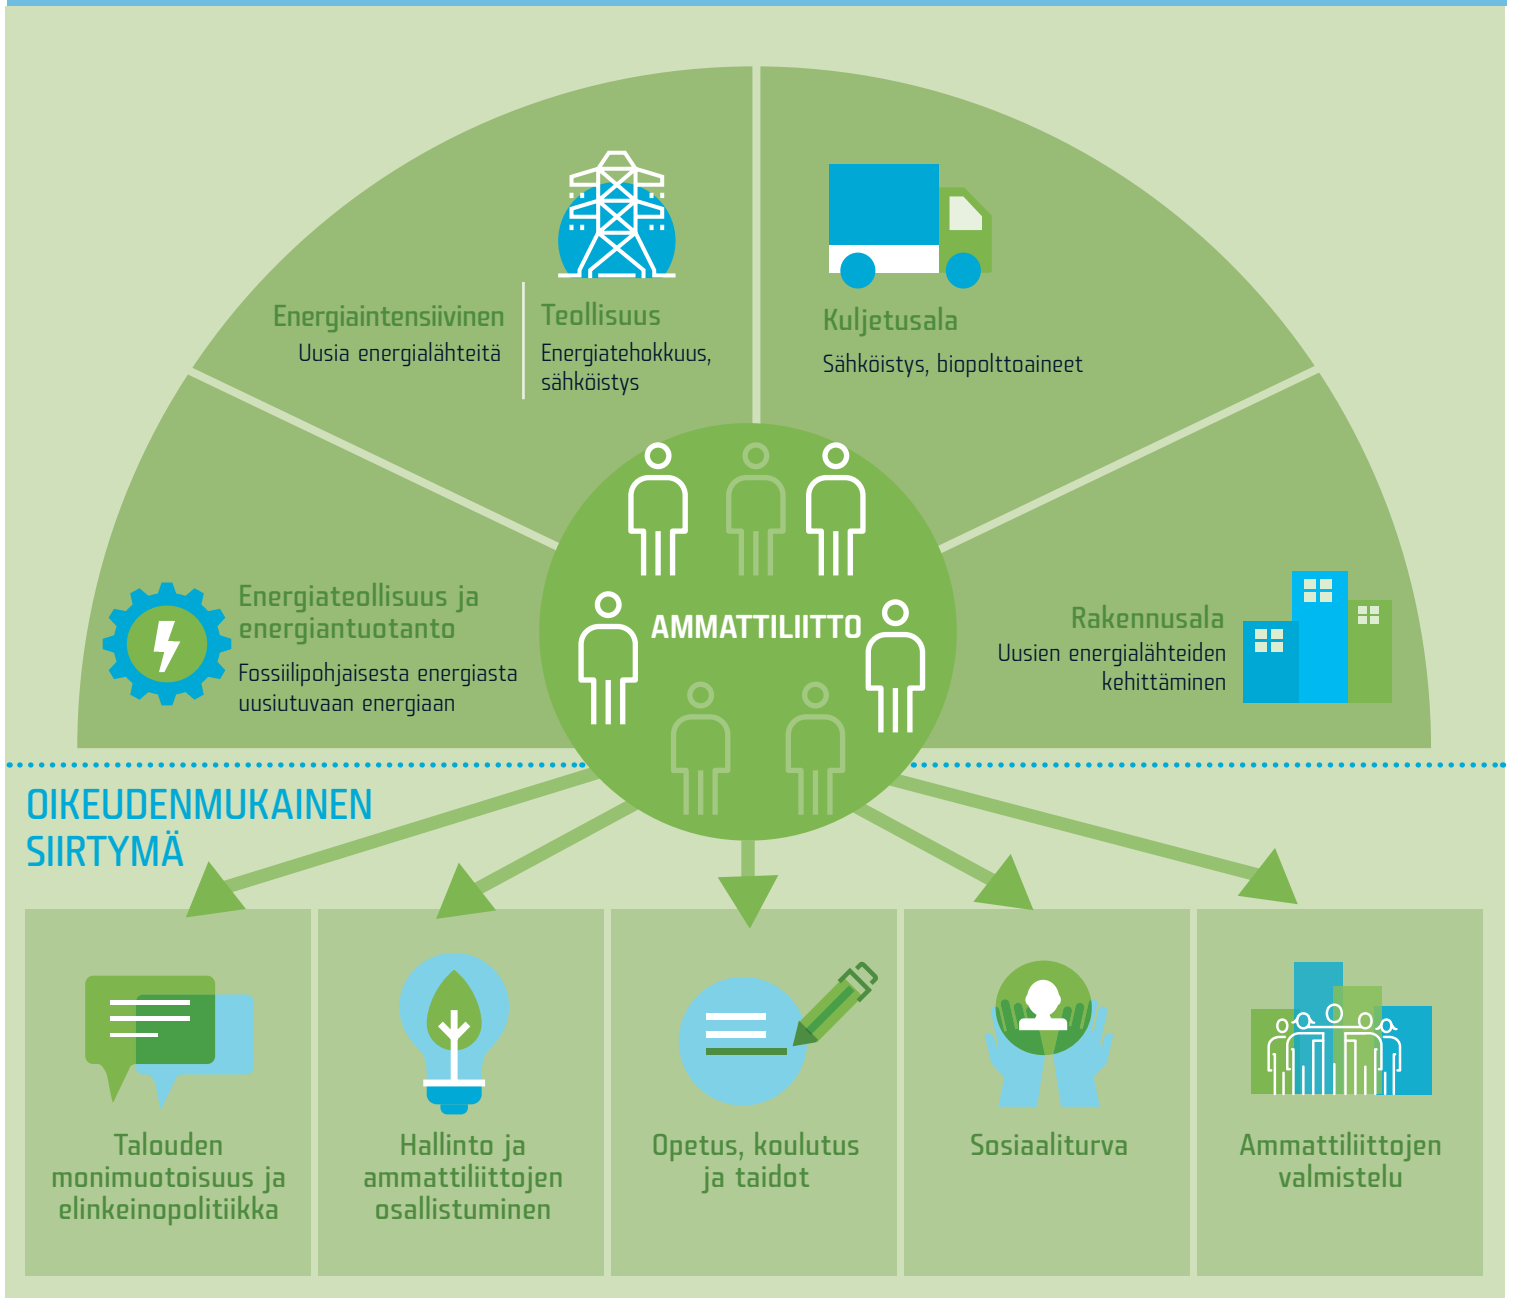 Energiaintensiivinen
Uusia energialähteitä
Teollisuus
Energiatehokkuus,
sähköistys
Kuljetusala
Sähköistys, biopolttoaineet
Energiateollisuus ja
energiantuotanto
Fossiilipohjaisesta energiasta
uusiutuvaan energiaan
AMMATTILIITTO
Rakennusala
Uusien energialähteiden
kehittäminen
OIKEUDENMUKAINEN
SIIRTYMÄ
Talouden
monimuotoisuus ja
elinkeinopolitiikka
Hallinto ja
ammattiliittojen
osallistuminen
Opetus, koulutus
ja taidot
Sosiaaliturva
Ammattiliittojen
valmistelu